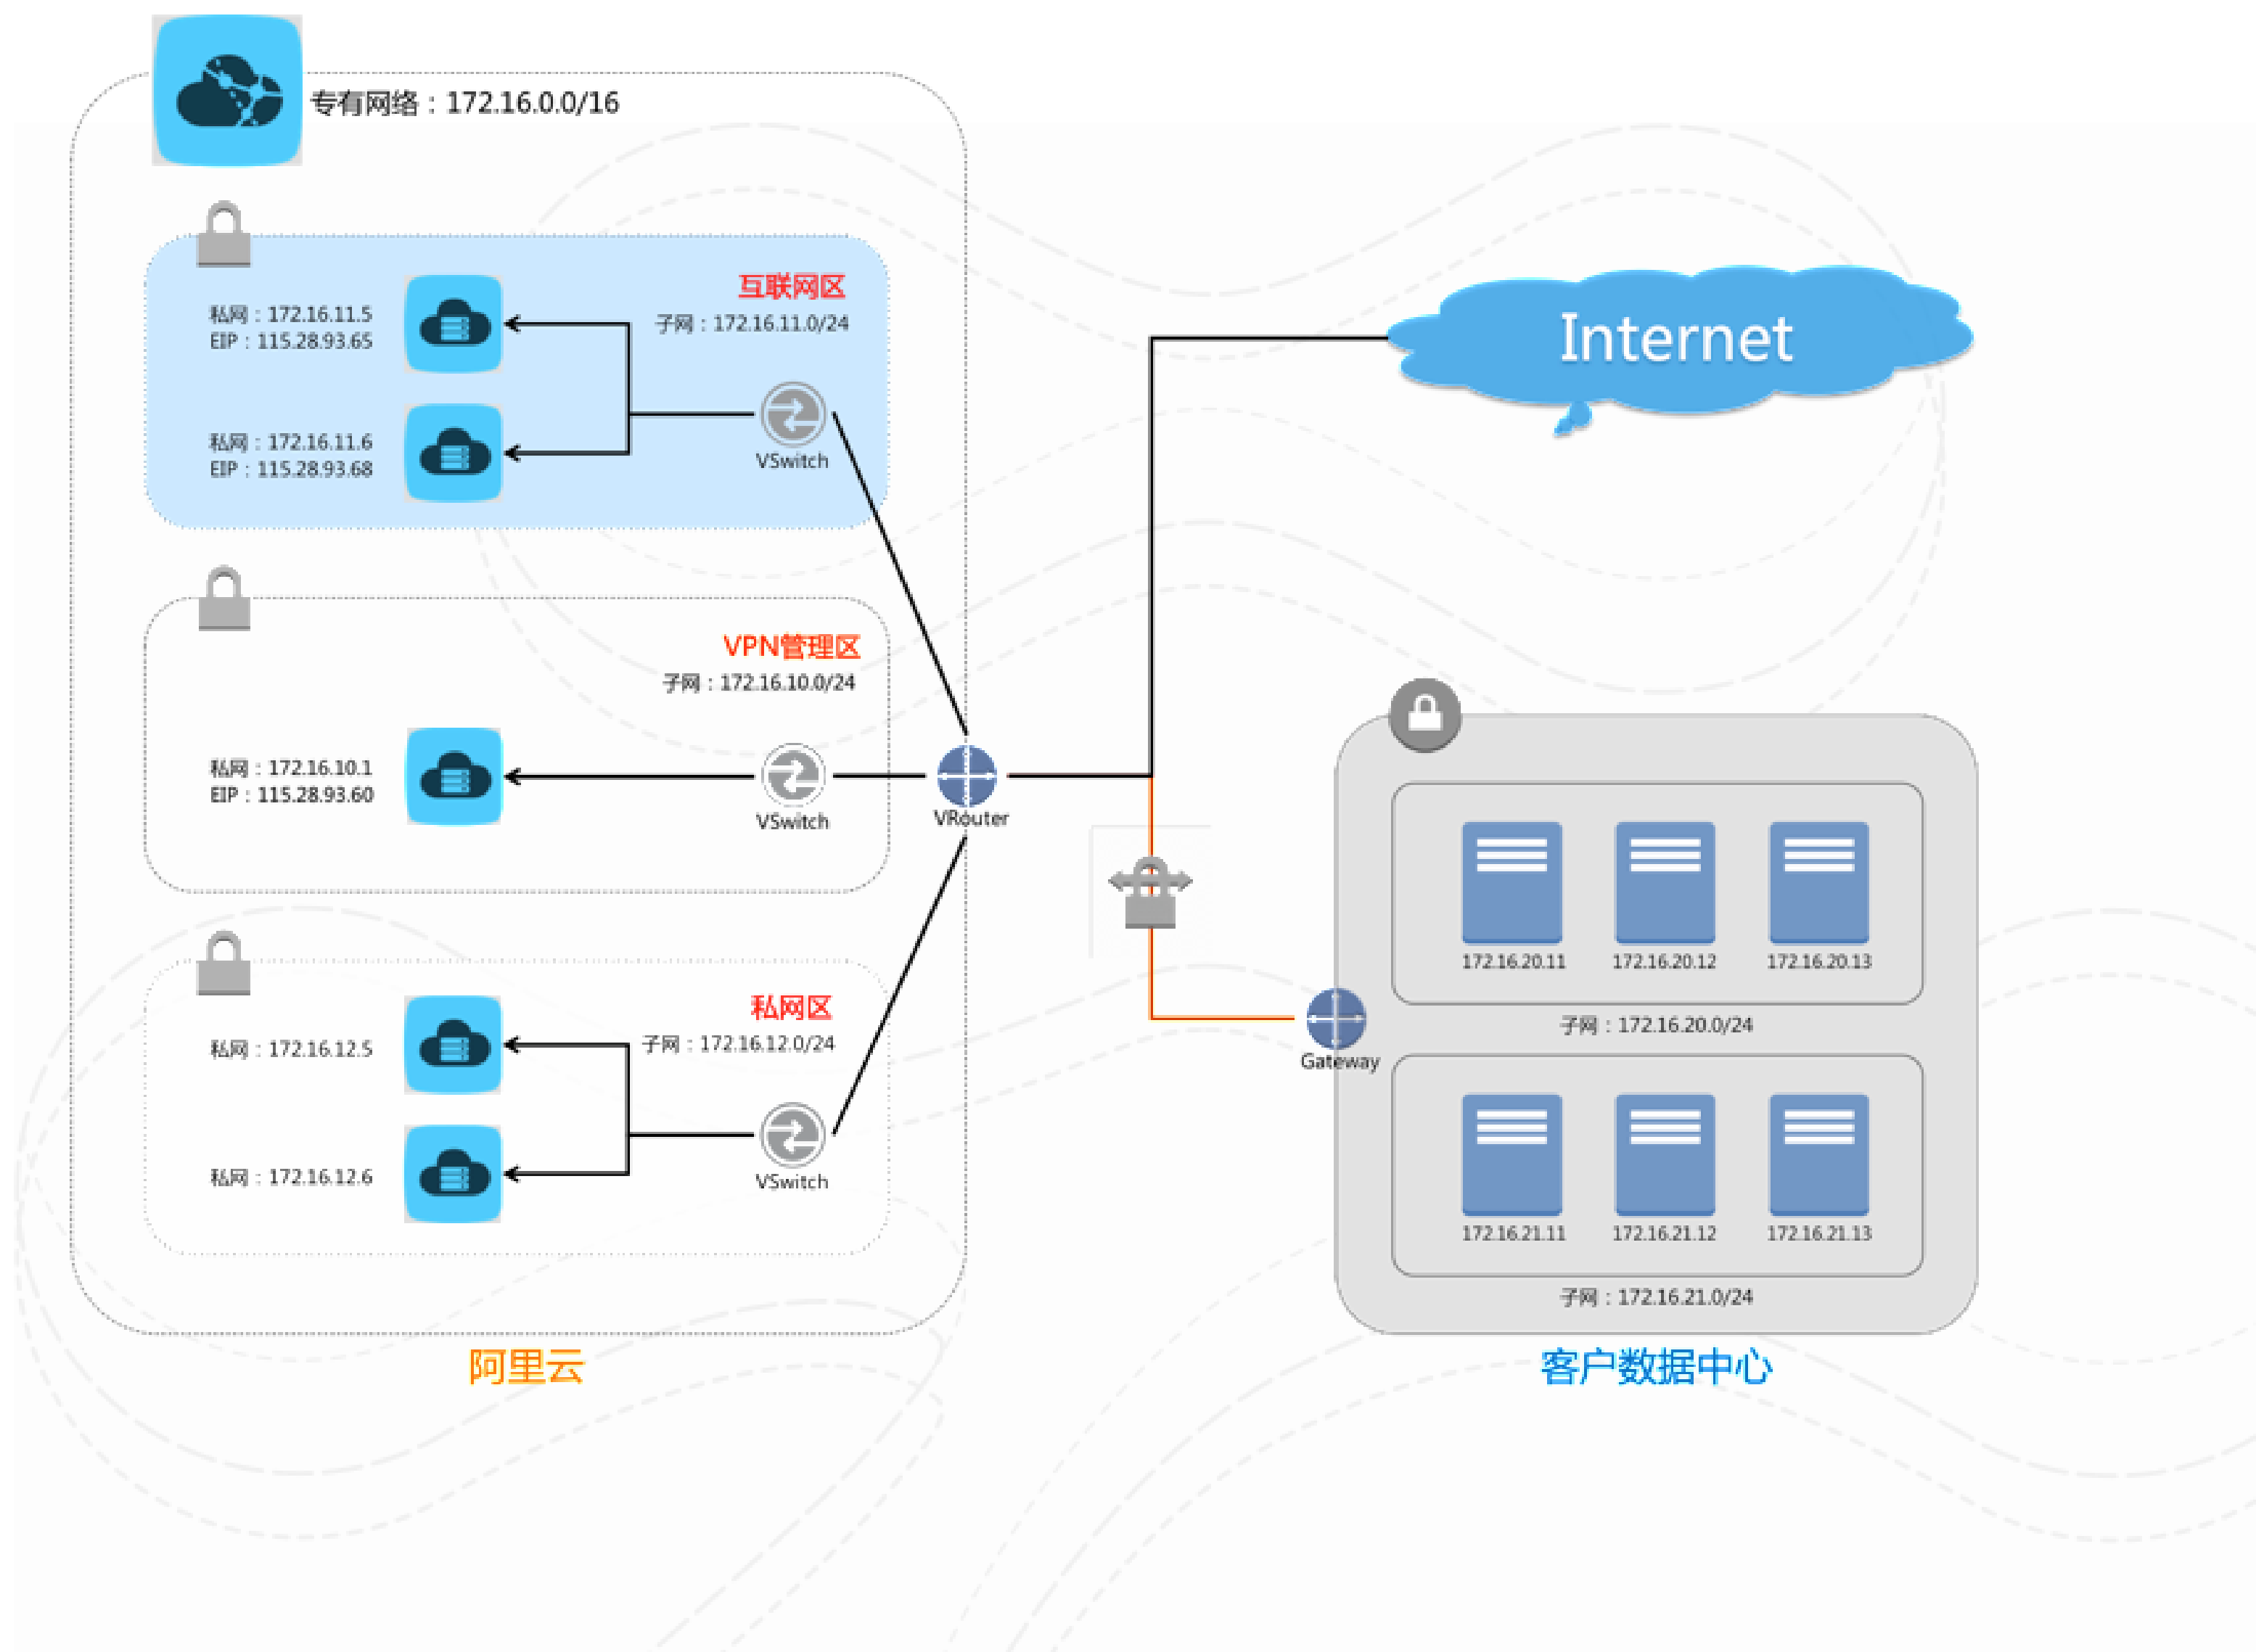 专有网络：172.16.0.0/16
互联网区
子网：172.16.11.0/24
私网：172.16.11.5
EIP：115.28.93.65
私网：172.16.11.6
EIP：115.28.93.68
VSwitch
Internet
VPN管理区
子网：172.16.10.0/24
私网：172.16.10.1
EIP：115.28.93.60
VSwitch
VRouter
私网区
子网：172.16.12.0/24
私网：172.16.12.5
私网：172.16.12.6
VSwitch
阿里云
Gateway
172.16.20.11
172.16.20.12
172.16.20.13
子网：172.16.20.0/24
172.16.21.11
172.16.21.12
172.16.21.13
子网：172.16.21.0/24
客户数据中心